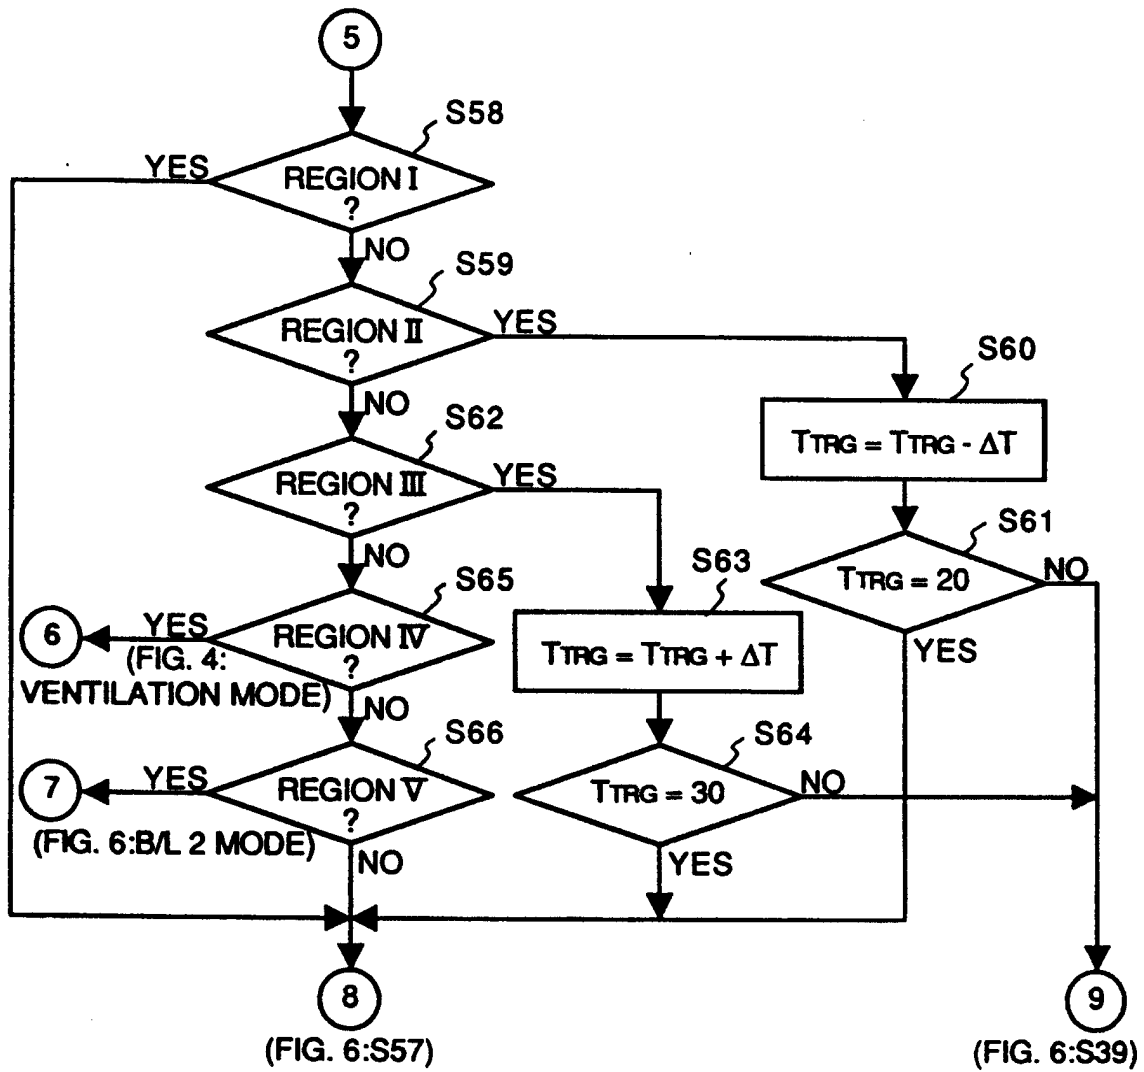 5
S58
YES
REGION I
?
NO
S59
REGION II
?
YES
NO
S60
TTRG = TTRG - ΔT
S62
REGION III
?
YES
NO
S61
TTRG = 20
NO
YES
S63
TTRG = TTRG + ΔT
S65
6
YES
REGION IV
?
(FIG. 4:
VENTILATION MODE)
NO
S64
TTRG = 30
NO
YES
S66
7
YES
REGION V
?
(FIG. 6:B/L 2 MODE)
NO
8
(FIG. 6:S57)
9
(FIG. 6:S39)